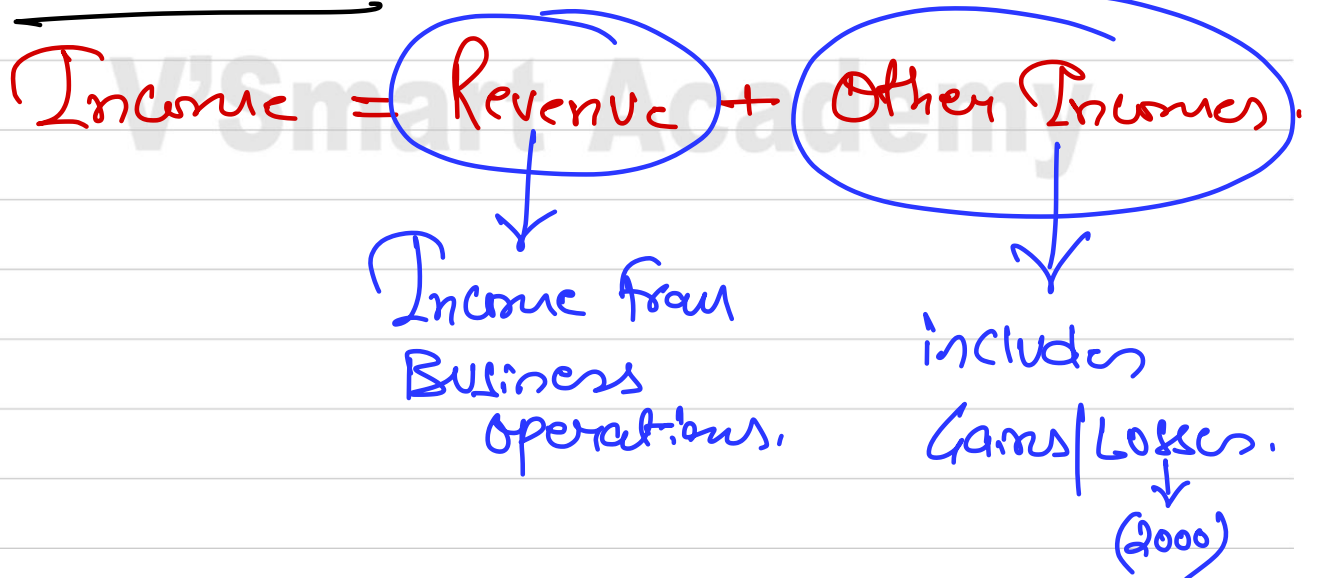 V'Smart Academy
Income = Revenue + Other Incomes.
Income from
Business
operations.
includes
Gains/Losses.
(2000)